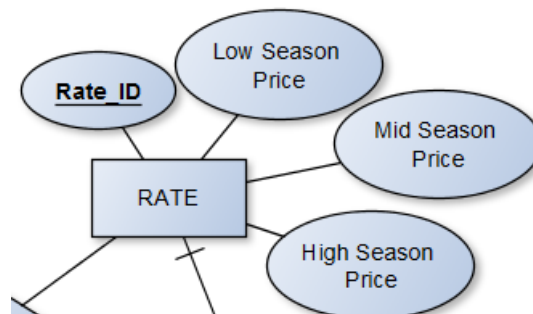 Low Season
Price
Rate_ID
Mid Season
Price
RATE
High Season
Price